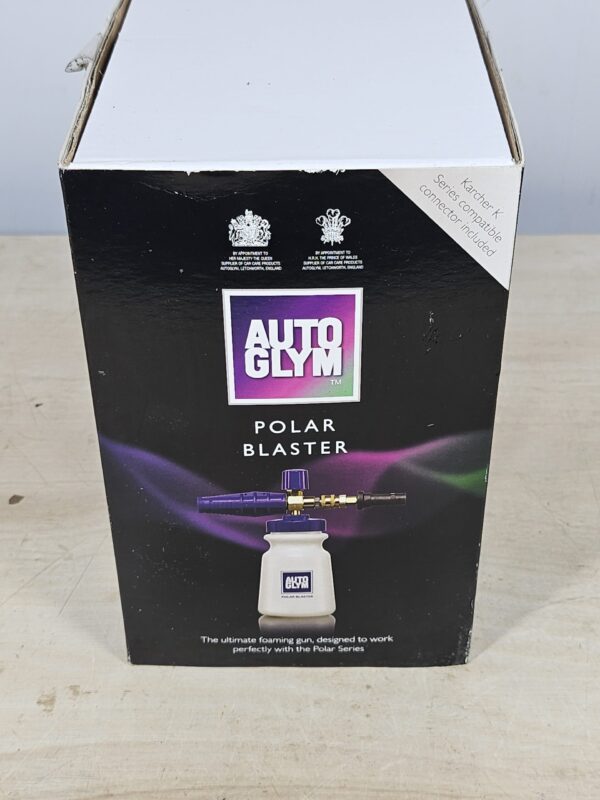 Karcher K
Series compatible
connector included
BY APPOINTMENT TO
HER MAJESTY THE QUEEN
SUPPLIER OF CAR CARE PRODUCTS
AUTOGLYM, LETCHWORTH, ENGLAND
BY APPOINTMENT TO
H.R.H. THE PRINCE OF WALES
SUPPLIER OF CAR CARE PRODUCTS
AUTOGLYM, LETCHWORTH, ENGLAND
AUTO
GLYM
TM
POLAR
BLASTER
AUTO
GLYM
POLAR BLASTER
The ultimate foaming gun, designed to work
perfectly with the Polar Series